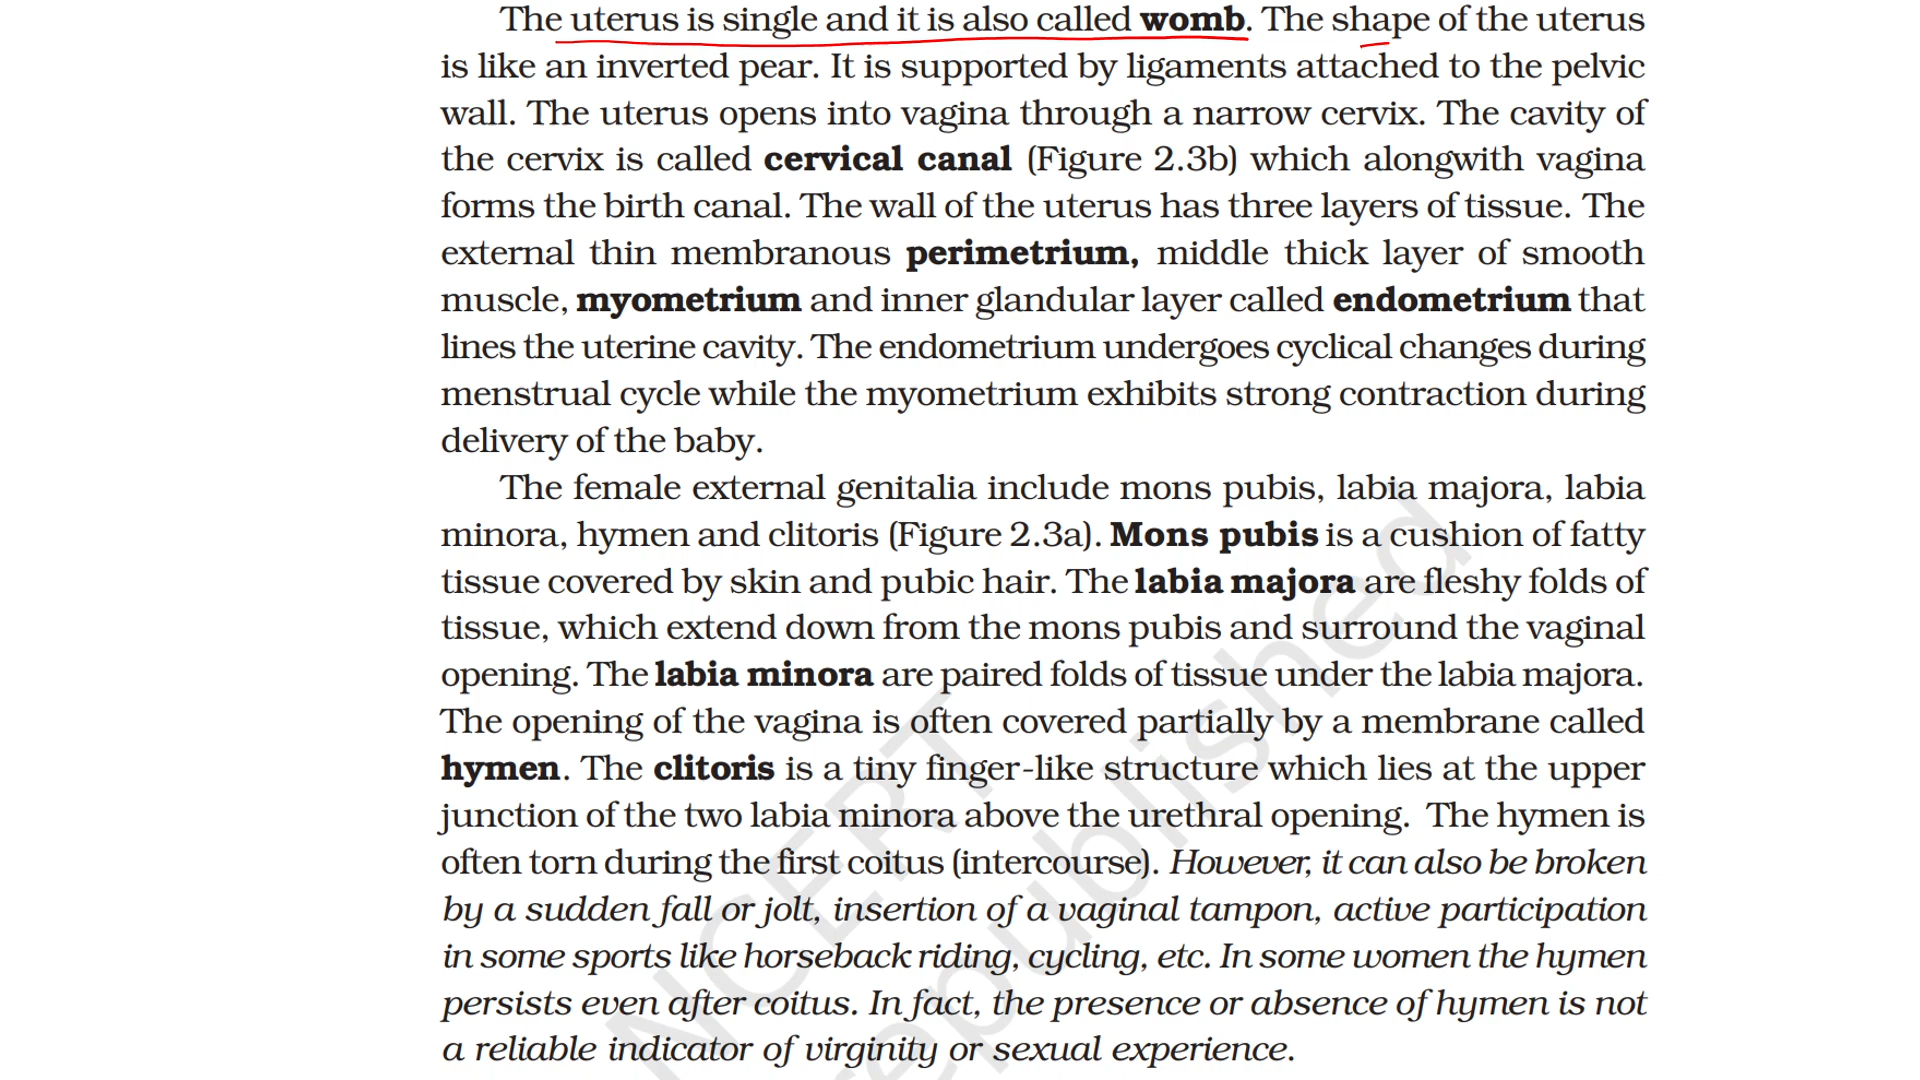 The uterus is single and it is also called womb. The shape of the uterus
is like an inverted pear. It is supported by ligaments attached to the pelvic
wall. The uterus opens into vagina through a narrow cervix. The cavity of
the cervix is called cervical canal (Figure 2.3b) which alongwith vagina
forms the birth canal. The wall of the uterus has three layers of tissue. The
external thin membranous perimetrium, middle thick layer of smooth
muscle, myometrium and inner glandular layer called endometrium that
lines the uterine cavity. The endometrium undergoes cyclical changes during
menstrual cycle while the myometrium exhibits strong contraction during
delivery of the baby.
The female external genitalia include mons pubis, labia majora, labia
minora, hymen and clitoris (Figure 2.3a). Mons pubis is a cushion of fatty
tissue covered by skin and pubic hair. The labia majora are fleshy folds of
tissue, which extend down from the mons pubis and surround the vaginal
opening. The labia minora are paired folds of tissue under the labia majora.
The opening of the vagina is often covered partially by a membrane called
hymen. The clitoris is a tiny finger-like structure which lies at the upper
junction of the two labia minora above the urethral opening. The hymen is
often torn during the first coitus (intercourse). However, it can also be broken
by a sudden fall or jolt, insertion of a vaginal tampon, active participation
in some sports like horseback riding, cycling, etc. In some women the hymen
persists even after coitus. In fact, the presence or absence of hymen is not
a reliable indicator of virginity or sexual experience.
NCERT
republished